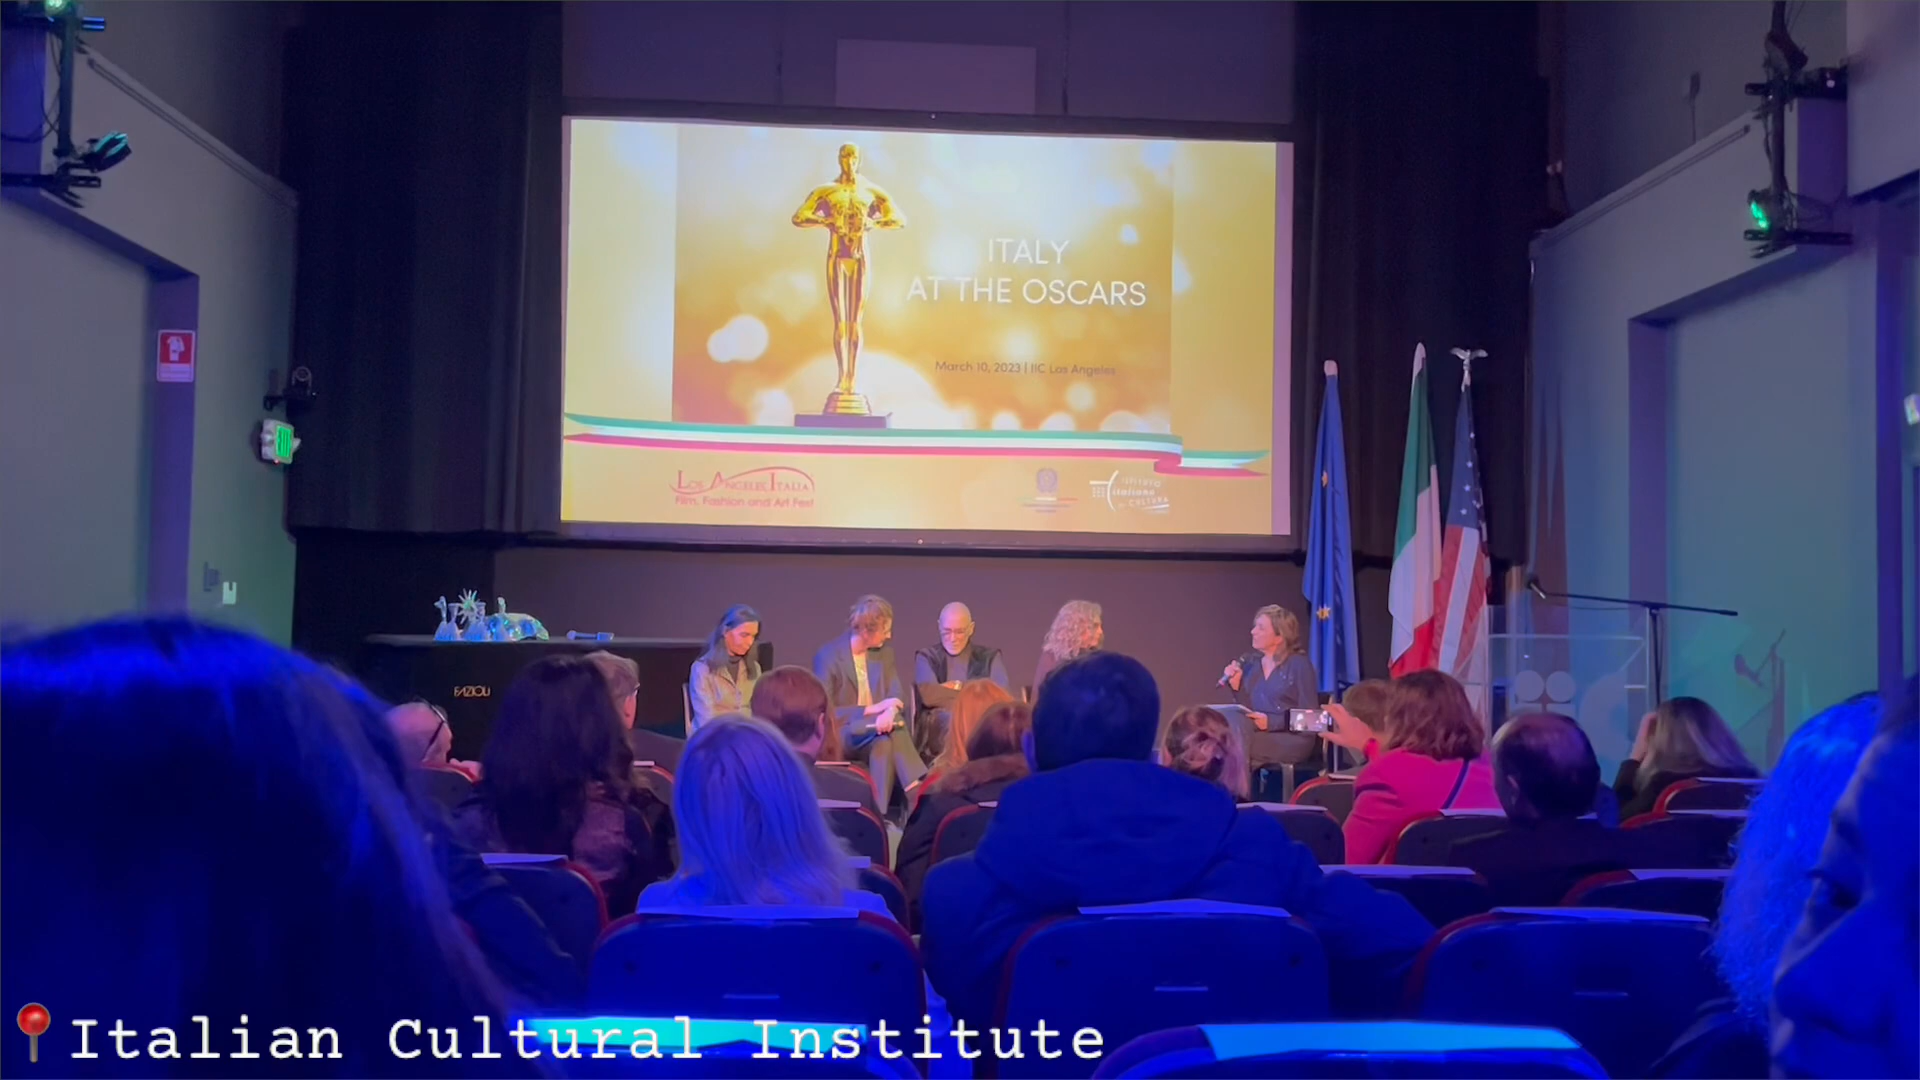 ITALY
AT THE OSCARS
March 10, 2023 | IIC Los Angeles
LOS ANGELES ITALIA
Film, Fashion and Art Fest
ISTITUTO
italiano
DI CULTURA
FAZIOLI
Italian Cultural Institute